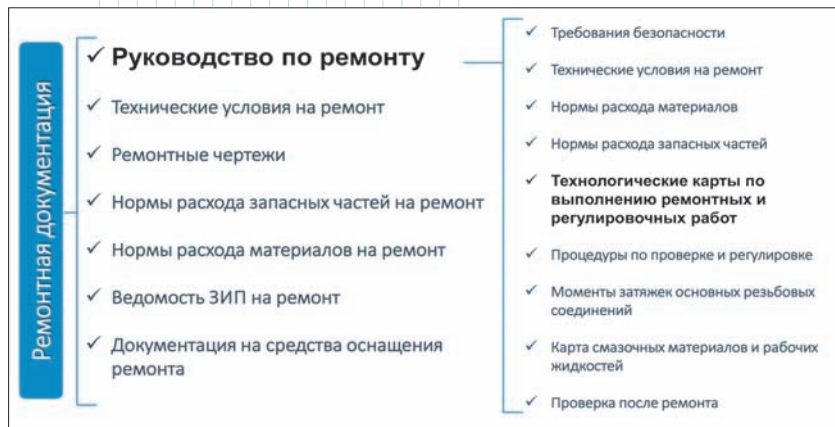 Ремонтная документация
✓ Руководство по ремонту
✓ Технические условия на ремонт
✓ Ремонтные чертежи
✓ Нормы расхода запасных частей на ремонт
✓ Нормы расхода материалов на ремонт
✓ Ведомость ЗИП на ремонт
✓ Документация на средства оснащения
ремонта
✓ Требования безопасности
✓ Технические условия на ремонт
✓ Нормы расхода материалов
✓ Нормы расхода запасных частей
✓ Технологические карты по
выполнению ремонтных и
регулировочных работ
✓ Процедуры по проверке и регулировке
✓ Моменты затяжек основных резьбовых
соединений
✓ Карта смазочных материалов и рабочих
жидкостей
✓ Проверка после ремонта